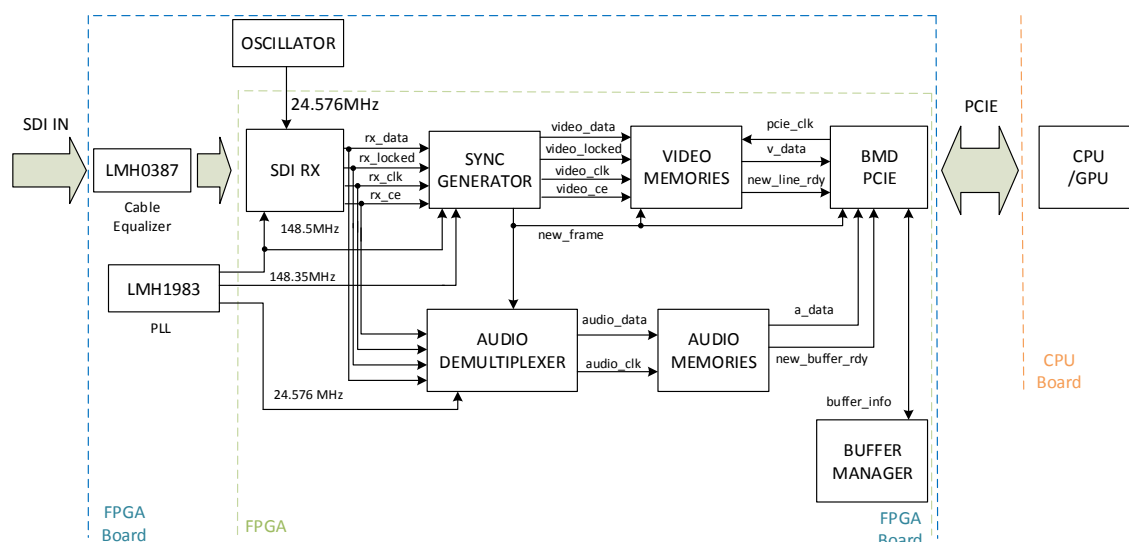 OSCILLATOR
24.576MHz
SDI IN
PCIE
LMH0387
Cable
Equalizer
SDI RX
rx_data
rx_locked
rx_clk
rx_ce
SYNC
GENERATOR
video_data
video_locked
video_clk
video_ce
VIDEO
MEMORIES
pcie_clk
v_data
new_line_rdy
BMD
PCIE
CPU
/GPU
148.5MHz
new_frame
148.35MHz
LMH1983
PLL
AUDIO
DEMULTIPLEXER
audio_data
audio_clk
AUDIO
MEMORIES
a_data
new_buffer_rdy
24.576 MHz
CPU
Board
buffer_info
BUFFER
MANAGER
FPGA
Board
FPGA
FPGA
Board